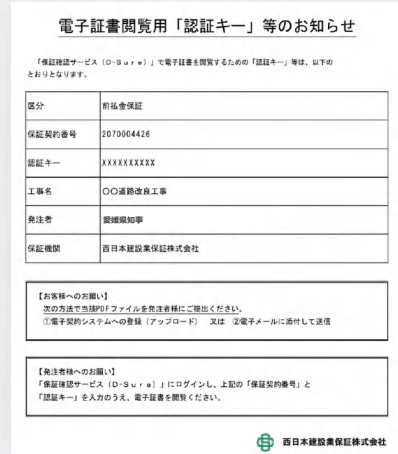 電子証書閲覧用「認証キー」等のお知らせ
「保証確認サービス（D-Sure）」で電子証書を閲覧するための「認証キー」等は、以下の
とおりとなります。
区分 前払金保証
保証契約番号 2070004426
認証キー XXXXXXXXXX
工事名 〇〇道路改良工事
発注者 愛媛県知事
保証機関 西日本建設業保証株式会社
【お客様へのお願い】
次の方法で当該PDFファイルを発注者様にご提出ください。
①電子契約システムへの登録（アップロード） 又は ②電子メールに添付して送信
【発注者様へのお願い】
「保証確認サービス（D-Sure）」にログインし、上記の「保証契約番号」と
「認証キー」を入力のうえ、電子証書を閲覧ください。
西日本建設業保証株式会社